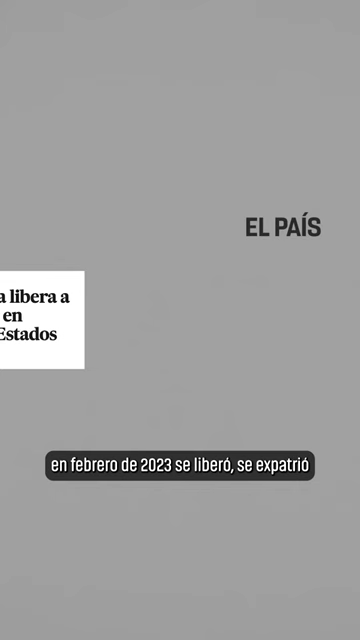 EL PAÍS
a libera a
en
Estados
en febrero de 2023 se liberó, se expatrió